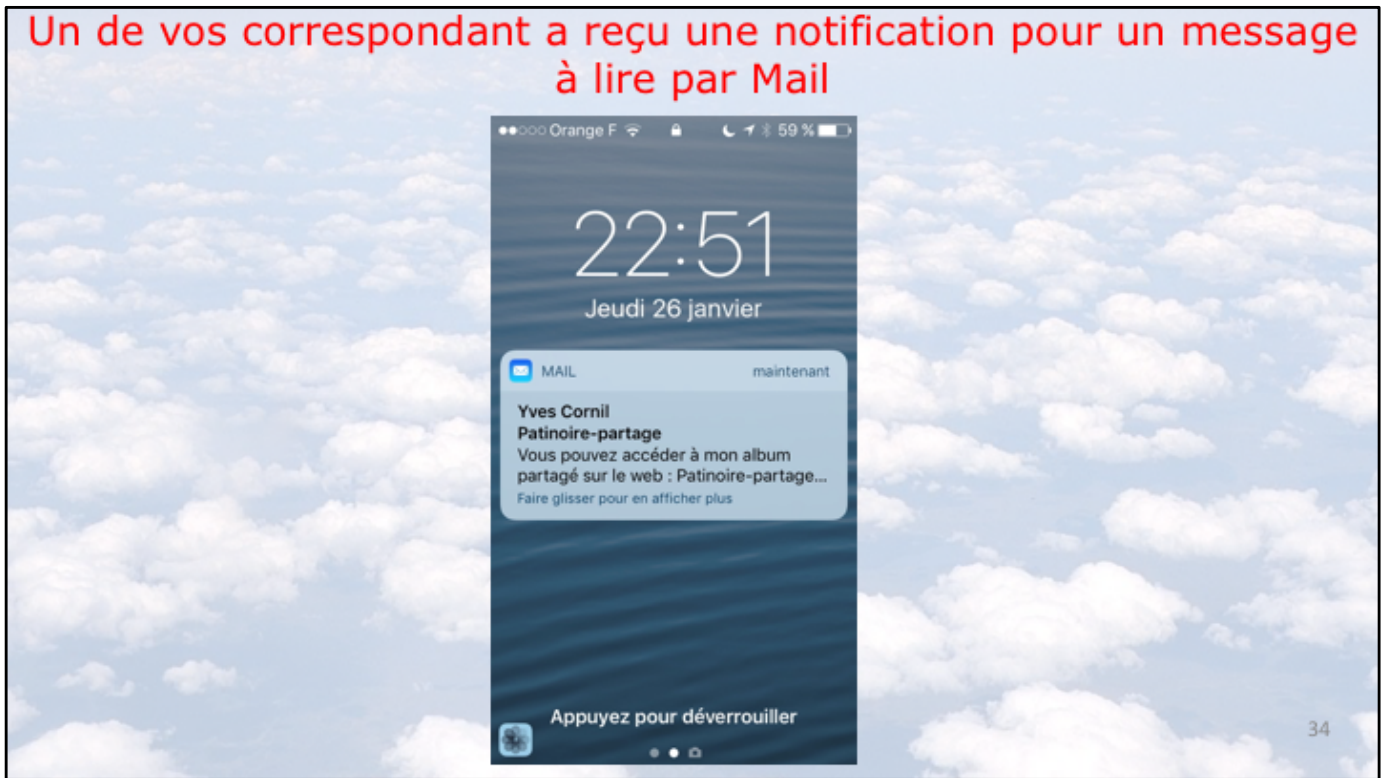 Un de vos correspondant a reçu une notification pour un message
à lire par Mail
Orange F 59 %
22:51
Jeudi 26 janvier
MAIL maintenant
Yves Cornil
Patinoire-partage
Vous pouvez accéder à mon album
partagé sur le web : Patinoire-partage...
Faire glisser pour en afficher plus
Appuyez pour déverrouiller
34